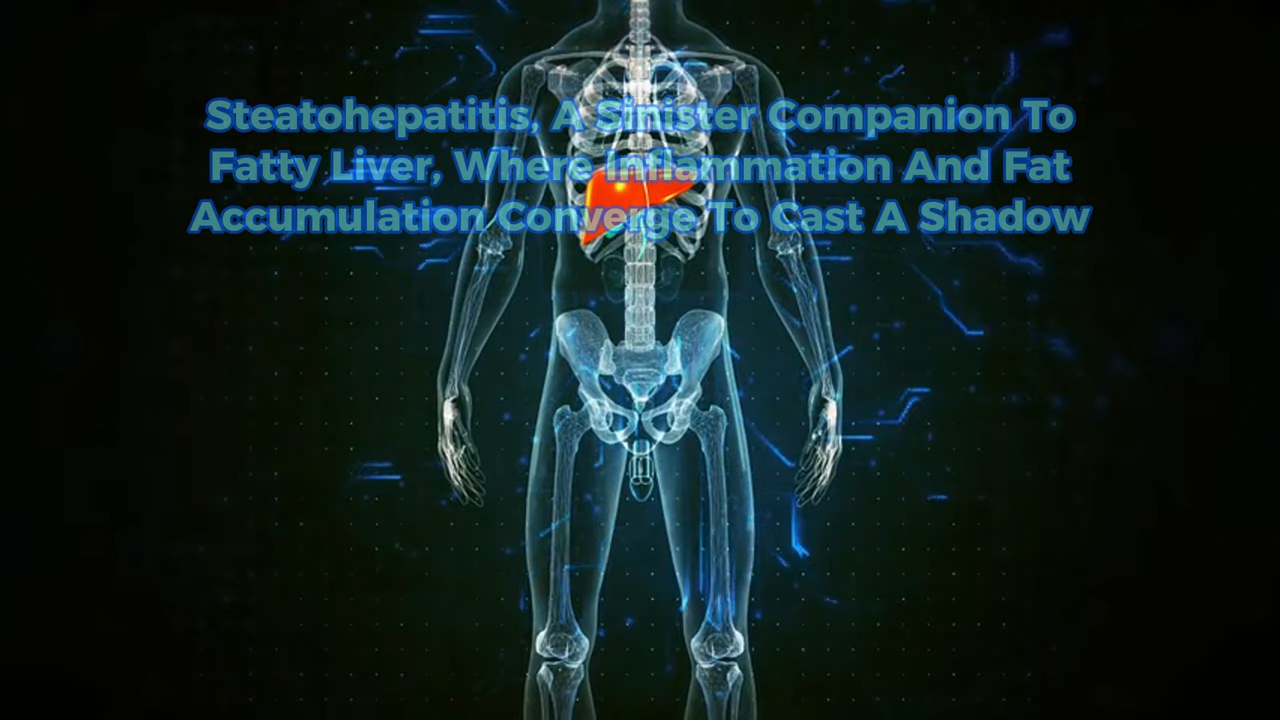 Steatohepatitis, A Sinister Companion To
Fatty Liver, Where Inflammation And Fat
Accumulation Converge To Cast A Shadow